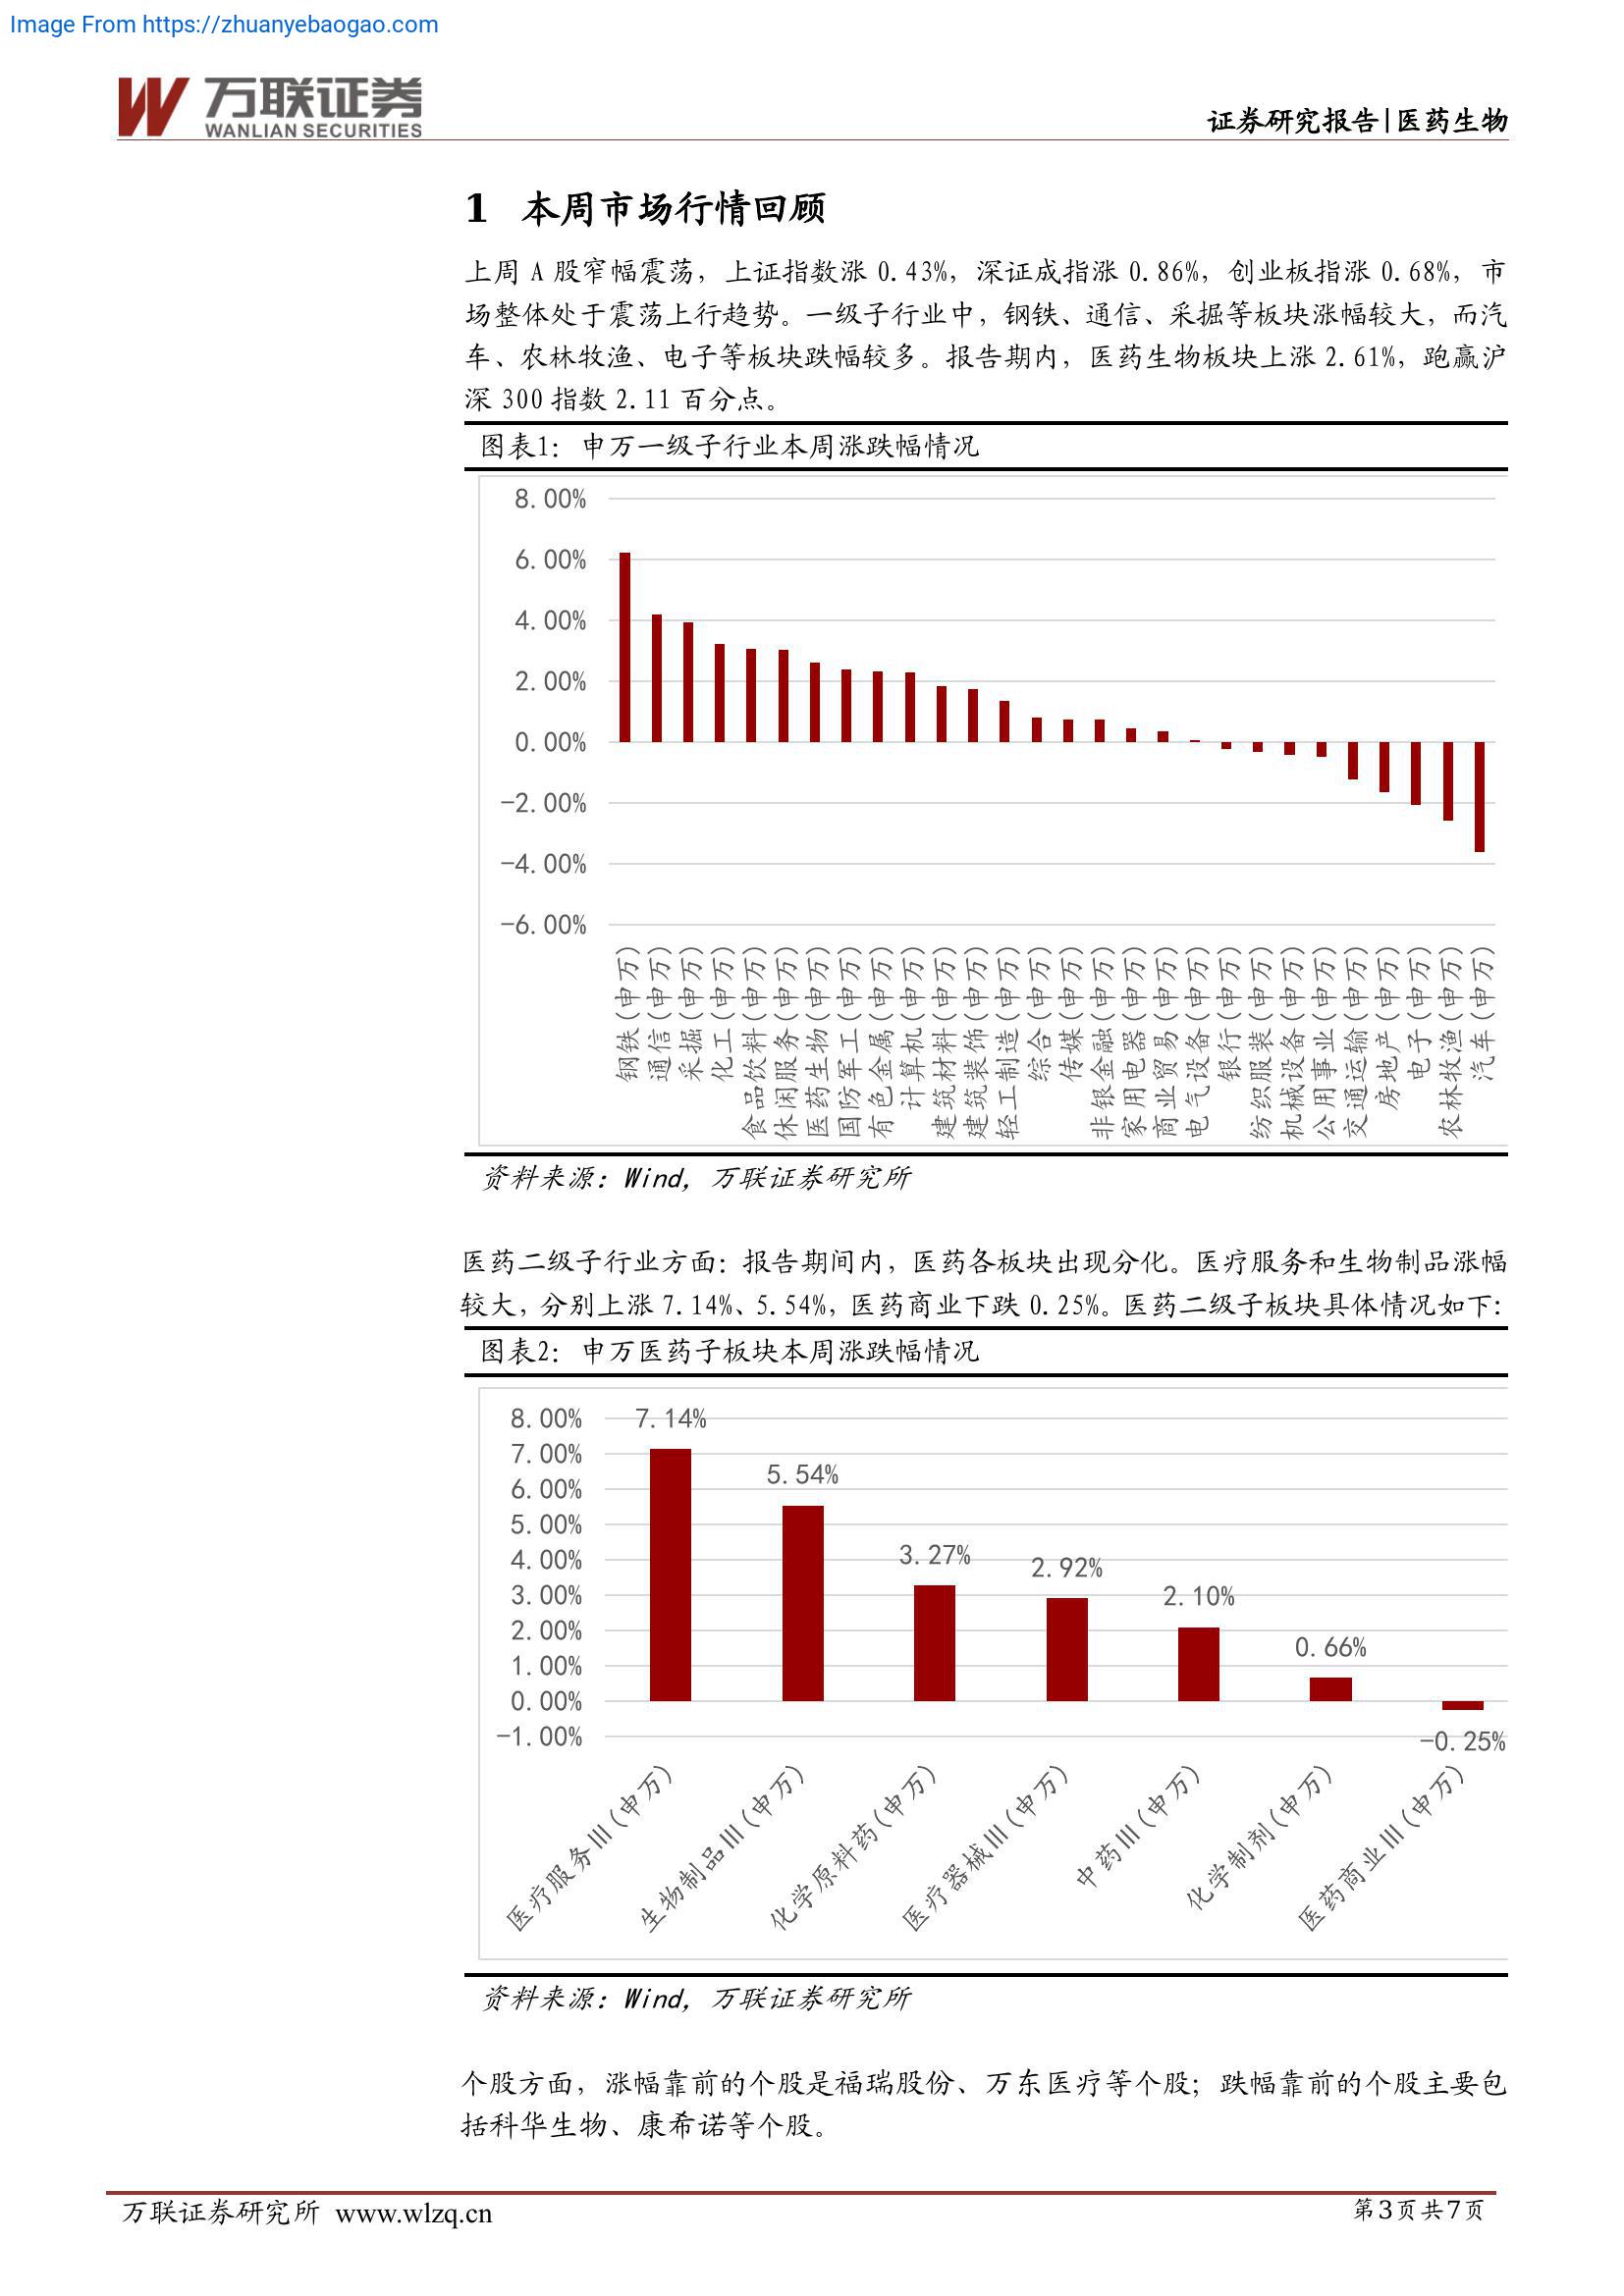 Image From https://zhuanyebaogao.com
万联证券
WANLIAN SECURITIES
证券研究报告|医药生物
1 本周市场行情回顾
上周 A 股窄幅震荡，上证指数涨 0.43%，深证成指涨 0.86%，创业板指涨 0.68%，市
场整体处于震荡上行趋势。一级子行业中，钢铁、通信、采掘等板块涨幅较大，而汽
车、农林牧渔、电子等板块跌幅较多。报告期内，医药生物板块上涨 2.61%，跑赢沪
深 300 指数 2.11 百分点。
图表1：申万一级子行业本周涨跌幅情况
8.00%
6.00%
4.00%
2.00%
0.00%
-2.00%
-4.00%
-6.00%
钢铁(申万)
通信(申万)
采掘(申万)
化工(申万)
食品饮料(申万)
休闲服务(申万)
医药生物(申万)
国防军工(申万)
有色金属(申万)
计算机(申万)
建筑材料(申万)
建筑装饰(申万)
轻工制造(申万)
综合(申万)
传媒(申万)
非银金融(申万)
家用电器(申万)
商业贸易(申万)
电气设备(申万)
银行(申万)
纺织服装(申万)
机械设备(申万)
公用事业(申万)
交通运输(申万)
房地产(申万)
电子(申万)
农林牧渔(申万)
汽车(申万)
资料来源：Wind，万联证券研究所
医药二级子行业方面：报告期间内，医药各板块出现分化。医疗服务和生物制品涨幅
较大，分别上涨 7.14%、5.54%，医药商业下跌 0.25%。医药二级子板块具体情况如下：
图表2：申万医药子板块本周涨跌幅情况
8.00%
7.00%
6.00%
5.00%
4.00%
3.00%
2.00%
1.00%
0.00%
-1.00%
7.14%
5.54%
3.27%
2.92%
2.10%
0.66%
-0.25%
医疗服务Ⅲ(申万)
生物制品Ⅲ(申万)
化学原料药(申万)
医疗器械Ⅲ(申万)
中药Ⅲ(申万)
化学制剂(申万)
医药商业Ⅲ(申万)
资料来源：Wind，万联证券研究所
个股方面，涨幅靠前的个股是福瑞股份、万东医疗等个股；跌幅靠前的个股主要包
括科华生物、康希诺等个股。
万联证券研究所 www.wlzq.cn
第3页共7页